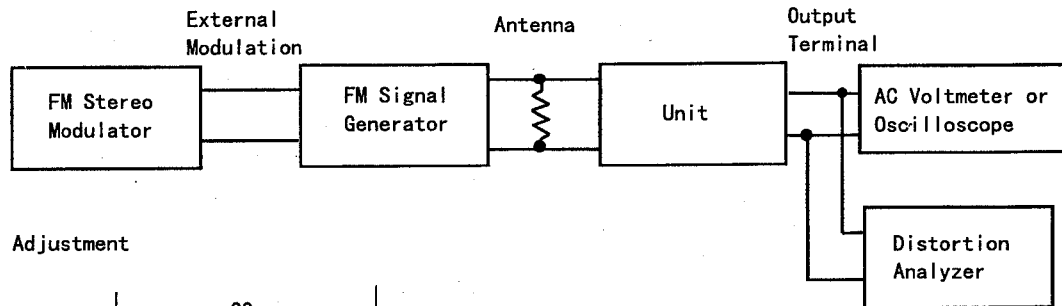 External
Modulation
Antenna
Output
Terminal
FM Stereo
Modulator
FM Signal
Generator
Unit
AC Voltmeter or
Oscilloscope
Distortion
Analyzer
Adjustment